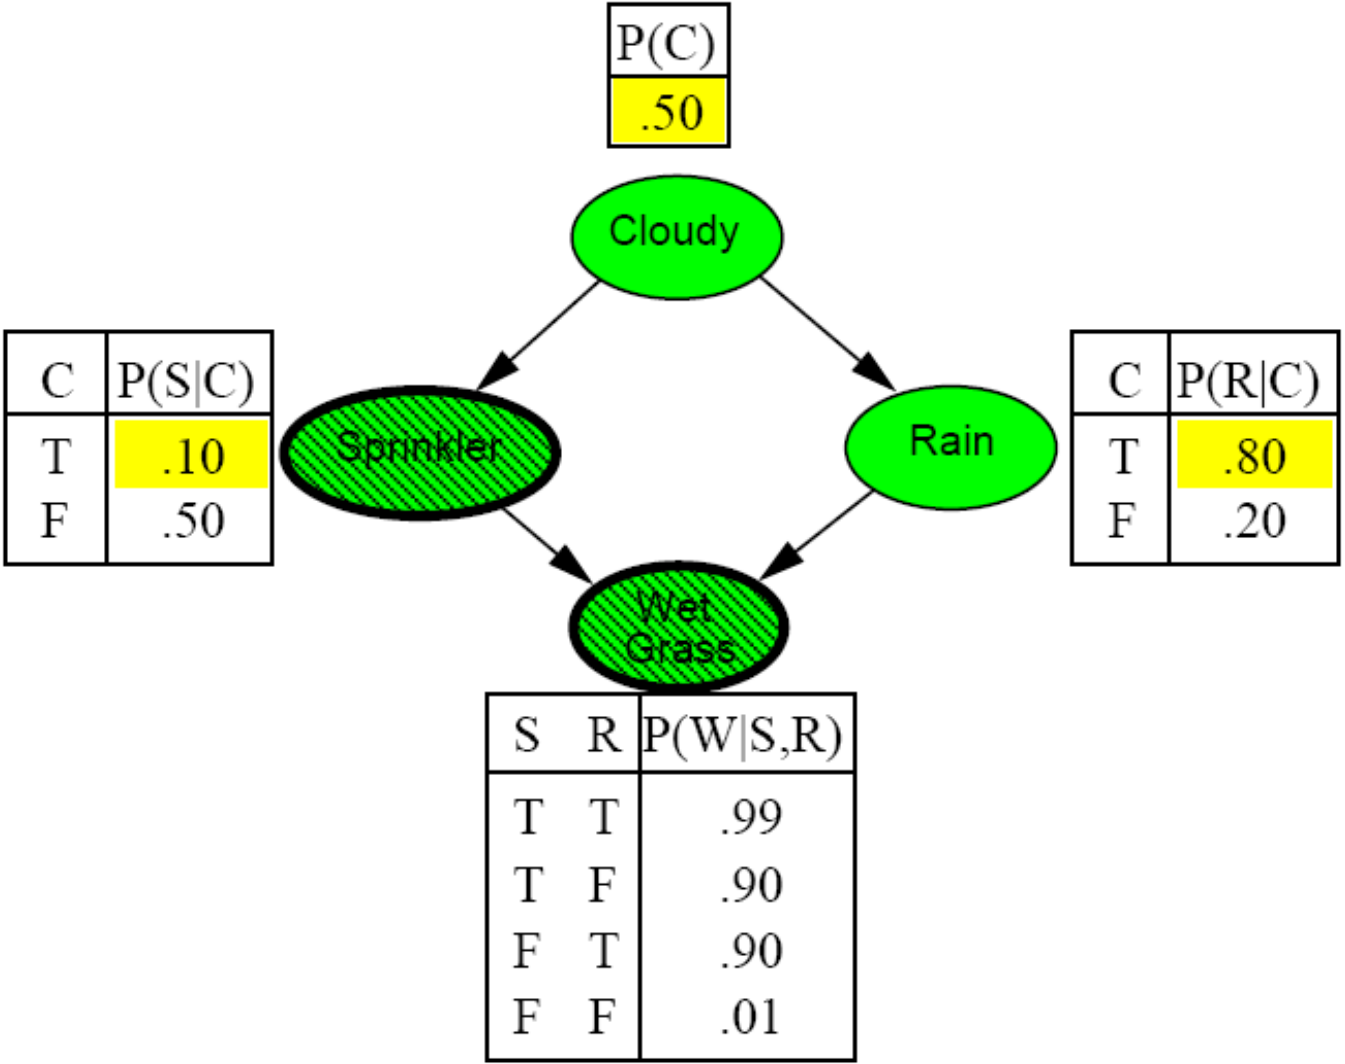 P(C)
.50
Cloudy
C P(S|C)
T .10
F .50
Sprinkler
Rain
C P(R|C)
T .80
F .20
Wet
Grass
S R P(W|S,R)
T T .99
T F .90
F T .90
F F .01